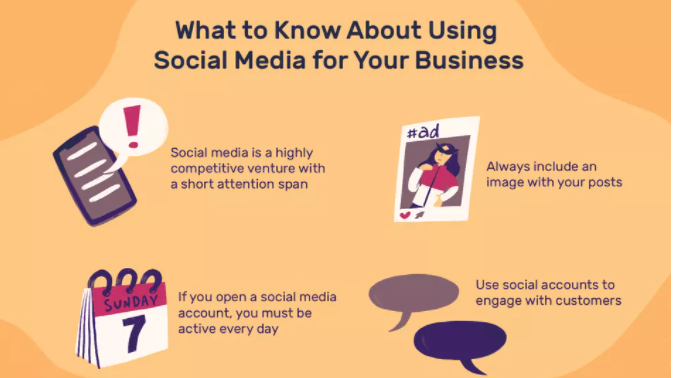 What to Know About Using
Social Media for Your Business
!
Social media is a highly
competitive venture with
a short attention span
#ad
Always include an
image with your posts
SUNDAY
7
If you open a social media
account, you must be
active every day
Use social accounts to
engage with customers